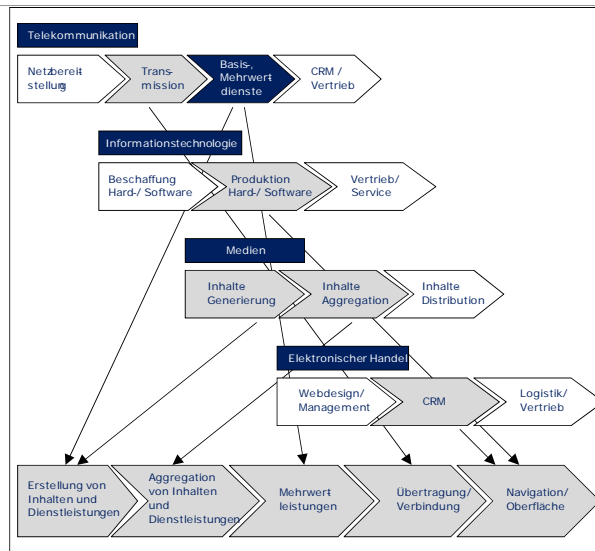 Telekommunikation
Netzbereit-
stellung
Trans-
mission
Basis-,
Mehrwert-
dienste
CRM /
Vertrieb
Informationstechnologie
Beschaffung
Hard-/ Software
Produktion
Hard-/ Software
Vertrieb/
Service
Medien
Inhalte
Generierung
Inhalte
Aggregation
Inhalte
Distribution
Elektronischer Handel
Webdesign/
Management
CRM
Logistik/
Vertrieb
Erstellung von
Inhalten und
Dienstleistungen
Aggregation
von Inhalten
und
Dienstleistungen
Mehrwert-
leistungen
Übertragung/
Verbindung
Navigation/
Oberfläche